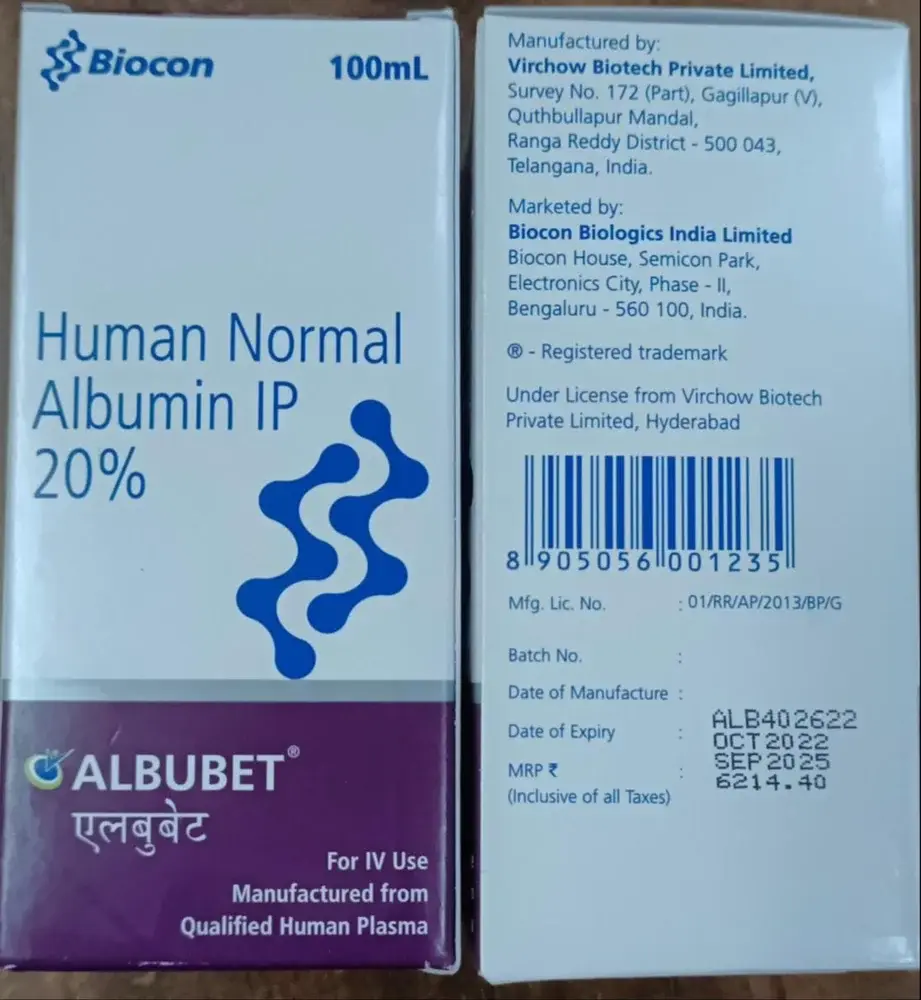 Biocon
100mL
Human Normal
Albumin IP
20%
ALBUBET®
एलबुबेट
For IV Use
Manufactured from
Qualified Human Plasma
Manufactured by:
Virchow Biotech Private Limited,
Survey No. 172 (Part), Gagillapur (V),
Quthbullapur Mandal,
Ranga Reddy District - 500 043,
Telangana, India.
Marketed by:
Biocon Biologics India Limited
Biocon House, Semicon Park,
Electronics City, Phase - II,
Bengaluru - 560 100, India.
® - Registered trademark
Under License from Virchow Biotech
Private Limited, Hyderabad
8 905056 001235
Mfg. Lic. No. : 01/RR/AP/2013/BP/G
Batch No. : ALB402622
Date of Manufacture : OCT 2022
Date of Expiry : SEP 2025
MRP ₹ : 6214.40
(Inclusive of all Taxes)